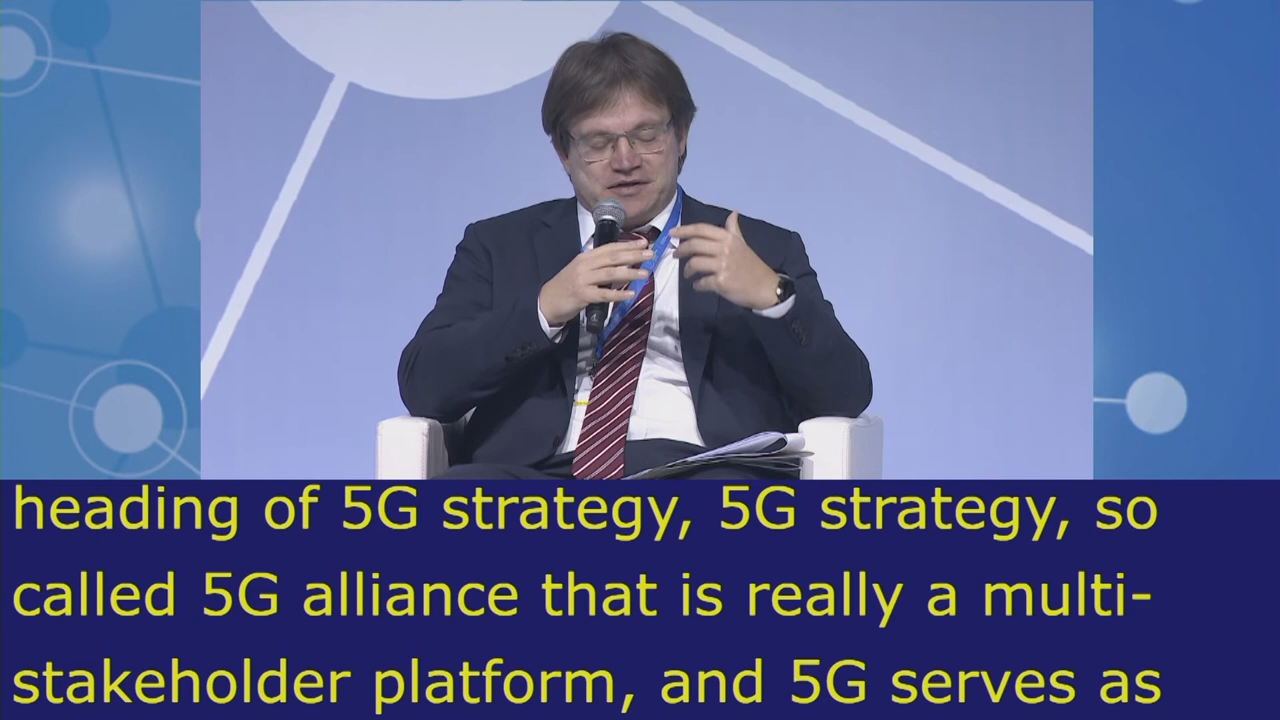 heading of 5G strategy, 5G strategy, so
called 5G alliance that is really a multi-
stakeholder platform, and 5G serves as